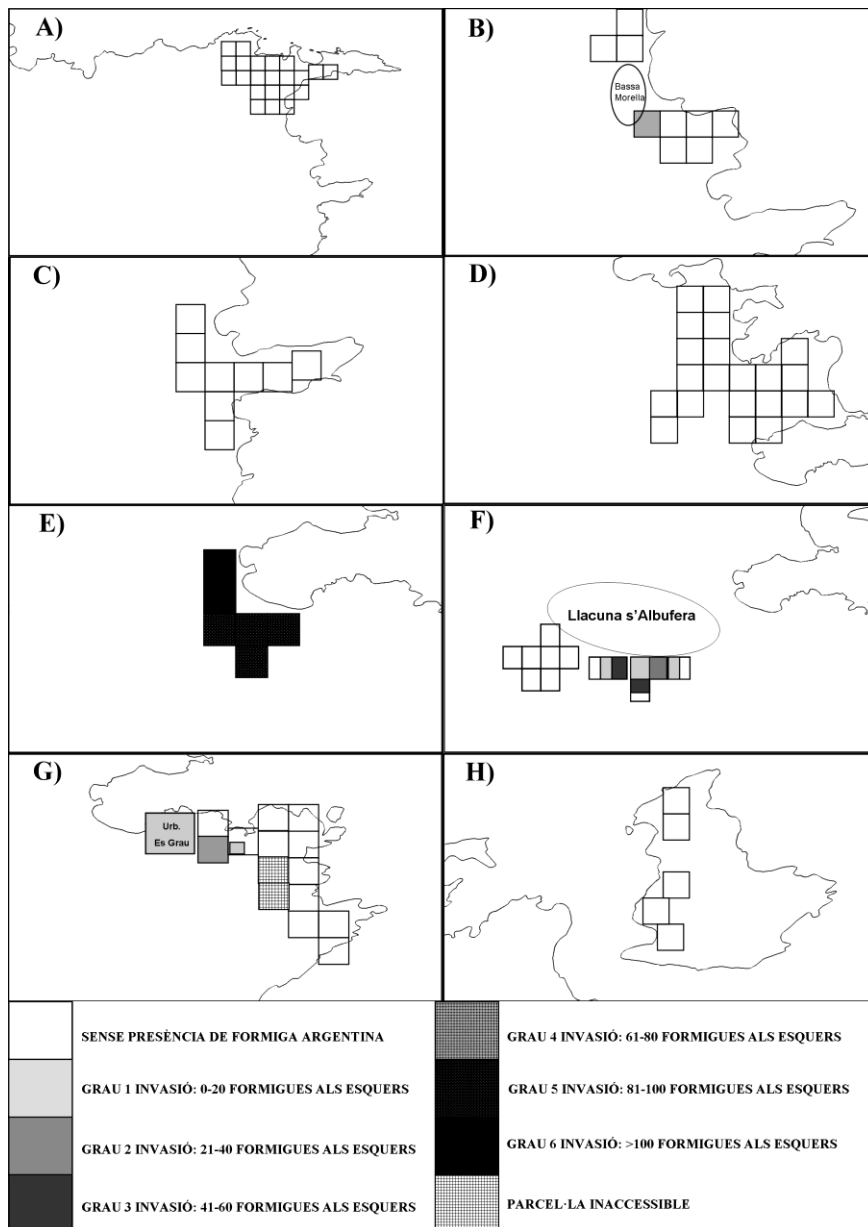 A)
B)
Bassa
Morella
C)
D)
E)
F)
Llacuna s'Albufera
G)
Urb.
Es Grau
H)
SENSE PRESÈNCIA DE FORMIGA ARGENTINA
GRAU 1 INVASIÓ: 0-20 FORMIGUES ALS ESQUERS
GRAU 2 INVASIÓ: 21-40 FORMIGUES ALS ESQUERS
GRAU 3 INVASIÓ: 41-60 FORMIGUES ALS ESQUERS
GRAU 4 INVASIÓ: 61-80 FORMIGUES ALS ESQUERS
GRAU 5 INVASIÓ: 81-100 FORMIGUES ALS ESQUERS
GRAU 6 INVASIÓ: >100 FORMIGUES ALS ESQUERS
PARCEL·LA INACCESSIBLE